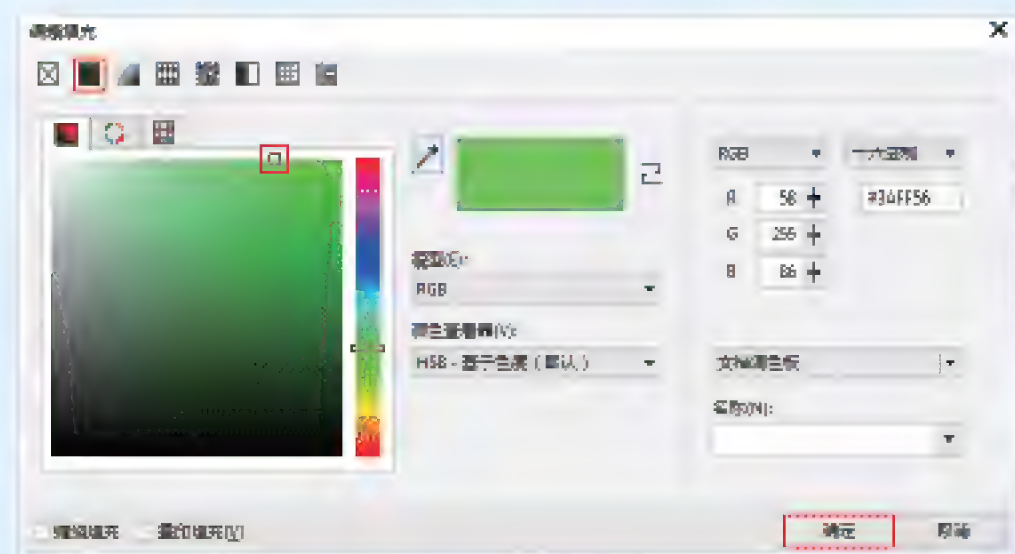 编辑填充
RGB
十六进制
R 58
#3AFF56
G 255
B 86
模型(E):
RGB
颜色查看器(V):
HSB - 基于色度（默认）
文档调色板
名称(N):
缠绕填充
叠印填充(V)
确定
取消